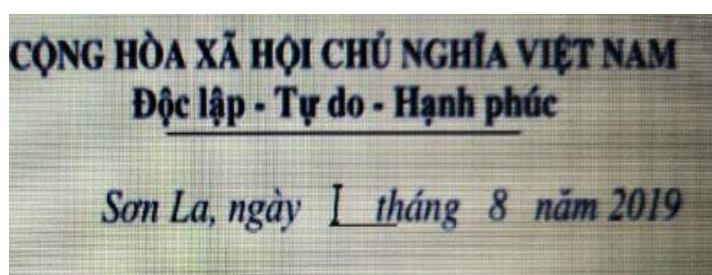 CỘNG HÒA XÃ HỘI CHỦ NGHĨA VIỆT NAM
Độc lập - Tự do - Hạnh phúc
Sơn La, ngày tháng 8 năm 2019